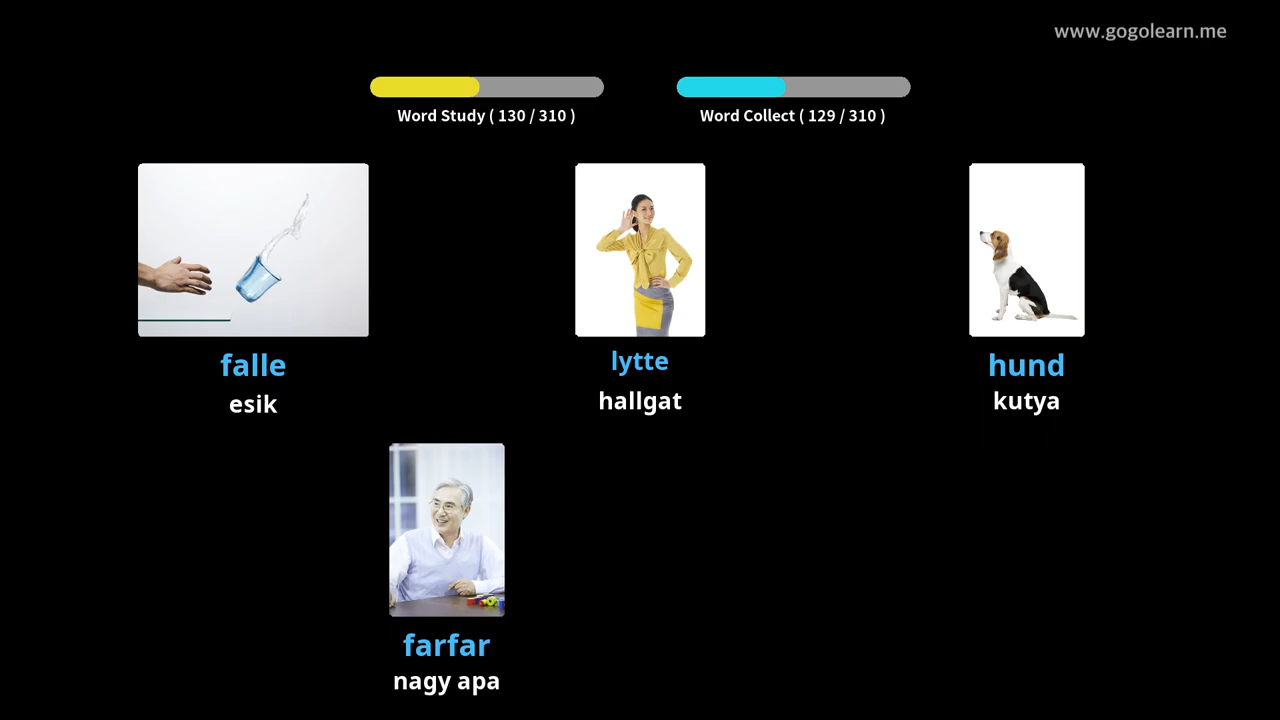 www.gogolearn.me
Word Study ( 130 / 310 )
Word Collect ( 129 / 310 )
falle
esik
lytte
hallgat
hund
kutya
farfar
nagy apa